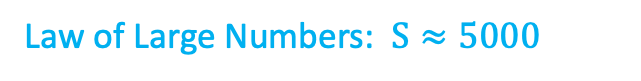 Law of Large Numbers: S ≈ 5000